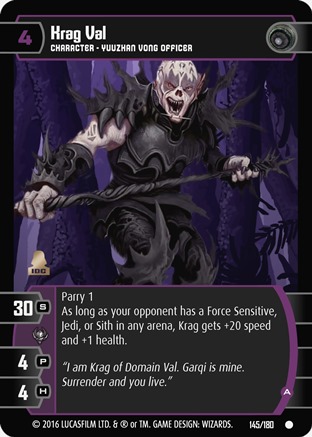 4
Krag Val
CHARACTER - YUUZHAN VONG OFFICER
IDC
30 S
4 P
4 H
Parry 1
As long as your opponent has a Force Sensitive,
Jedi, or Sith in any arena, Krag gets +20 speed
and +1 health.
"I am Krag of Domain Val. Garqi is mine.
Surrender and you live."
A
© 2016 LUCASFILM LTD. & ® or TM. GAME DESIGN: WIZARDS. 145/180